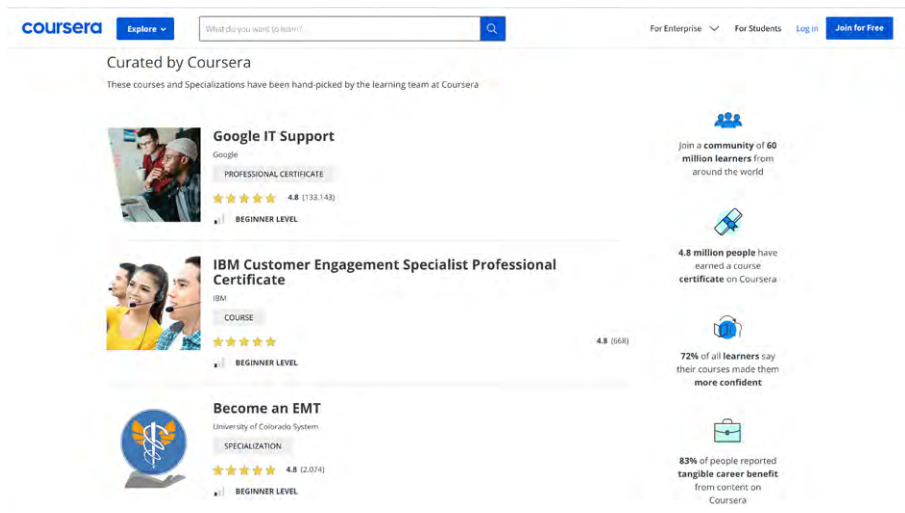 coursera
Explore
What do you want to learn?
For Enterprise
For Students
Log In
Join for Free
Curated by Coursera
These courses and Specializations have been hand-picked by the learning team at Coursera
Google IT Support
Google
PROFESSIONAL CERTIFICATE
4.8 (133,143)
BEGINNER LEVEL
IBM Customer Engagement Specialist Professional
Certificate
IBM
COURSE
4.8 (668)
BEGINNER LEVEL
Become an EMT
University of Colorado System
SPECIALIZATION
4.8 (2,074)
BEGINNER LEVEL
Join a community of 60
million learners from
around the world
4.8 million people have
earned a course
certificate on Coursera
72% of all learners say
their courses made them
more confident
83% of people reported
tangible career benefit
from content on
Coursera